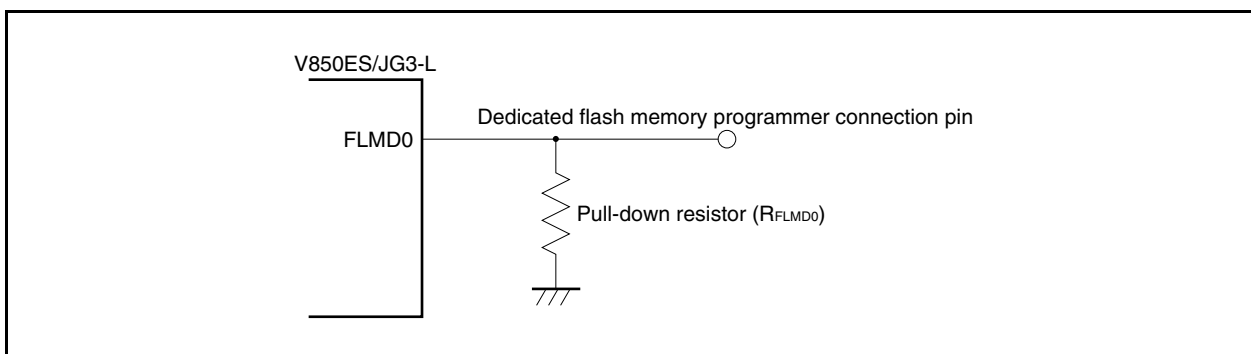 V850ES/JG3-L
Dedicated flash memory programmer connection pin
FLMD0
Pull-down resistor (RFLMD0)